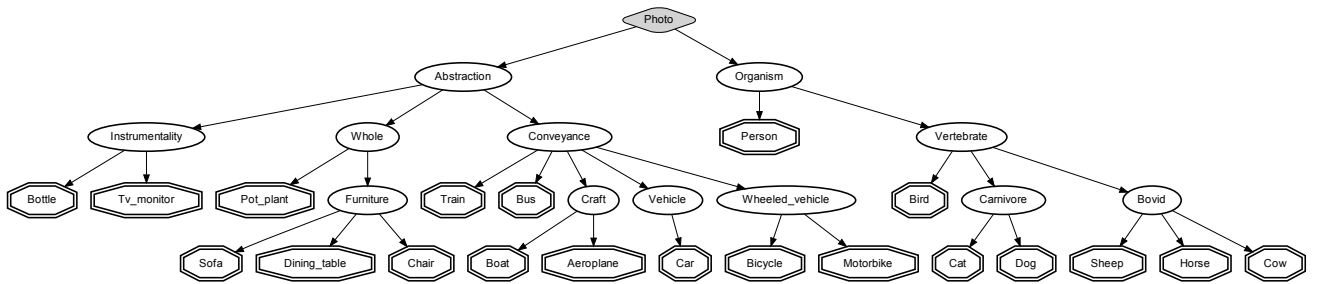 Photo
Abstraction
Organism
Instrumentality
Whole
Conveyance
Person
Vertebrate
Bottle
Tv_monitor
Pot_plant
Furniture
Train
Bus
Craft
Vehicle
Wheeled_vehicle
Bird
Carnivore
Bovid
Sofa
Dining_table
Chair
Boat
Aeroplane
Car
Bicycle
Motorbike
Cat
Dog
Sheep
Horse
Cow